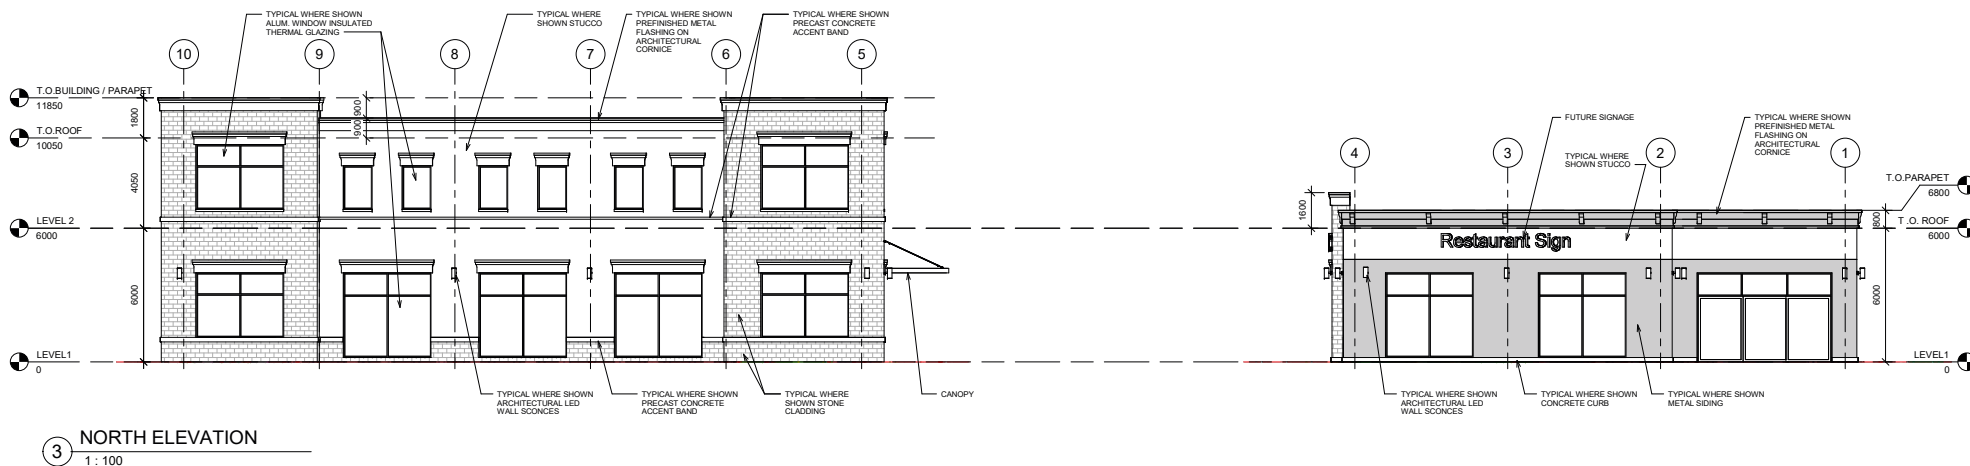 TYPICAL WHERE SHOWN
ALUM. WINDOW INSULATED
THERMAL GLAZING
TYPICAL WHERE
SHOWN STUCCO
TYPICAL WHERE SHOWN
PREFINISHED METAL
FLASHING ON
ARCHITECTURAL
CORNICE
TYPICAL WHERE SHOWN
PRECAST CONCRETE
ACCENT BAND
10
9
8
7
6
5
T.O.BUILDING / PARAPET
11850
T.O.ROOF
10050
LEVEL 2
6000
LEVEL1
0
1800
4050
6000
900
900
TYPICAL WHERE SHOWN
ARCHITECTURAL LED
WALL SCONCES
TYPICAL WHERE SHOWN
PRECAST CONCRETE
ACCENT BAND
TYPICAL WHERE
SHOWN STONE
CLADDING
CANOPY
FUTURE SIGNAGE
TYPICAL WHERE
SHOWN STUCCO
TYPICAL WHERE SHOWN
PREFINISHED METAL
FLASHING ON
ARCHITECTURAL
CORNICE
4
3
2
1
T.O.PARAPET
6800
T .O. ROOF
6000
LEVEL1
0
1600
800
6000
Restaurant Sign
TYPICAL WHERE SHOWN
ARCHITECTURAL LED
WALL SCONCES
TYPICAL WHERE SHOWN
CONCRETE CURB
TYPICAL WHERE SHOWN
METAL SIDING
3
NORTH ELEVATION
1 : 100